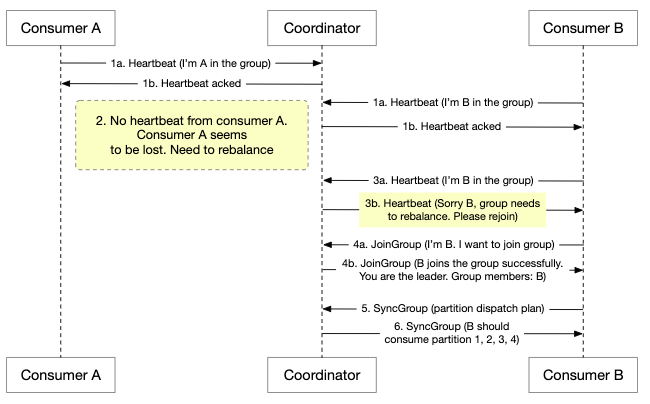 Consumer A
Coordinator
Consumer B
1a. Heartbeat (I'm A in the group)
1b. Heartbeat acked
1a. Heartbeat (I'm B in the group)
2. No heartbeat from consumer A.
Consumer A seems
to be lost. Need to rebalance
1b. Heartbeat acked
3a. Heartbeat (I'm B in the group)
3b. Heartbeat (Sorry B, group needs
to rebalance. Please rejoin)
4a. JoinGroup (I'm B. I want to join group)
4b. JoinGroup (B joins the group successfully.
You are the leader. Group members: B)
5. SyncGroup (partition dispatch plan)
6. SyncGroup (B should
consume partition 1, 2, 3, 4)
Consumer A
Coordinator
Consumer B